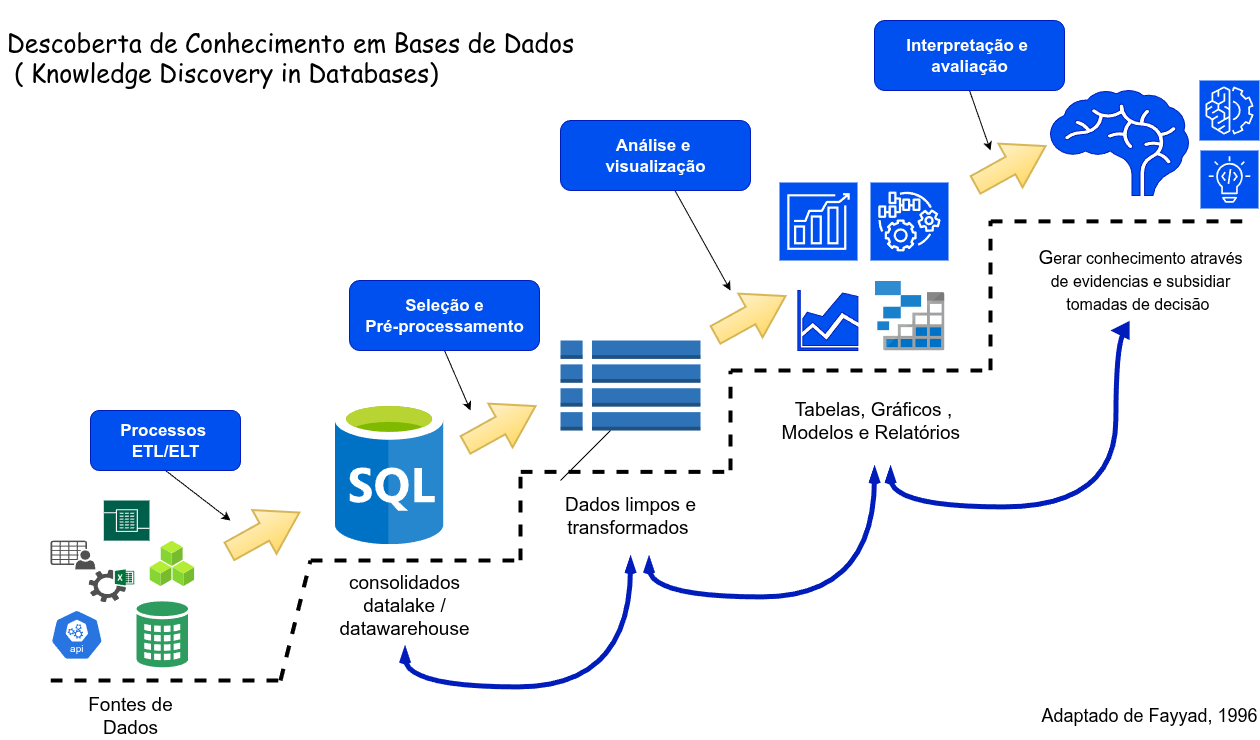 Descoberta de Conhecimento em Bases de Dados
( Knowledge Discovery in Databases)
Interpretação e
avaliação
Análise e
visualização
Seleção e
Pré-processamento
Processos
ETL/ELT
SQL
X
api
Gerar conhecimento através
de evidencias e subsidiar
tomadas de decisão
Tabelas, Gráficos ,
Modelos e Relatórios
Dados limpos e
transformados
consolidados
datalake /
datawarehouse
Fontes de
Dados
Adaptado de Fayyad, 1996